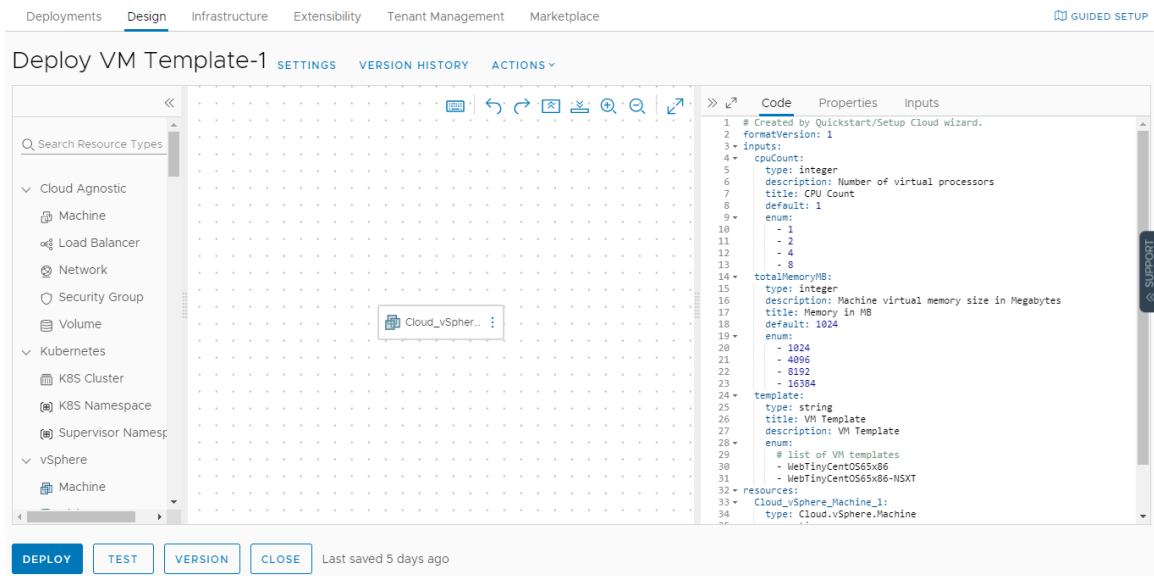 Deployments Design Infrastructure Extensibility Tenant Management Marketplace GUIDED SETUP
Deploy VM Template-1 SETTINGS VERSION HISTORY ACTIONS
Search Resource Types
Cloud Agnostic
Machine
Load Balancer
Network
Security Group
Volume
Kubernetes
K8S Cluster
K8S Namespace
Supervisor Namesp
vSphere
Machine
Cloud_vSpher...
Code Properties Inputs
1 # Created by Quickstart/Setup Cloud wizard.
2 formatVersion: 1
3 inputs:
4 cpuCount:
5 type: integer
6 description: Number of virtual processors
7 title: CPU Count
8 default: 1
9 enum:
10 - 1
11 - 2
12 - 4
13 - 8
14 totalMemoryMB:
15 type: integer
16 description: Machine virtual memory size in Megabytes
17 title: Memory in MB
18 default: 1024
19 enum:
20 - 1024
21 - 4096
22 - 8192
23 - 16384
24 template:
25 type: string
26 title: VM Template
27 description: VM Template
28 enum:
29 # list of VM templates
30 - WebTinyCentOS65x86
31 - WebTinyCentOS65x86-NSXT
32 resources:
33 Cloud_vSphere_Machine_1:
34 type: Cloud.vSphere.Machine
SUPPORT
DEPLOY TEST VERSION CLOSE Last saved 5 days ago